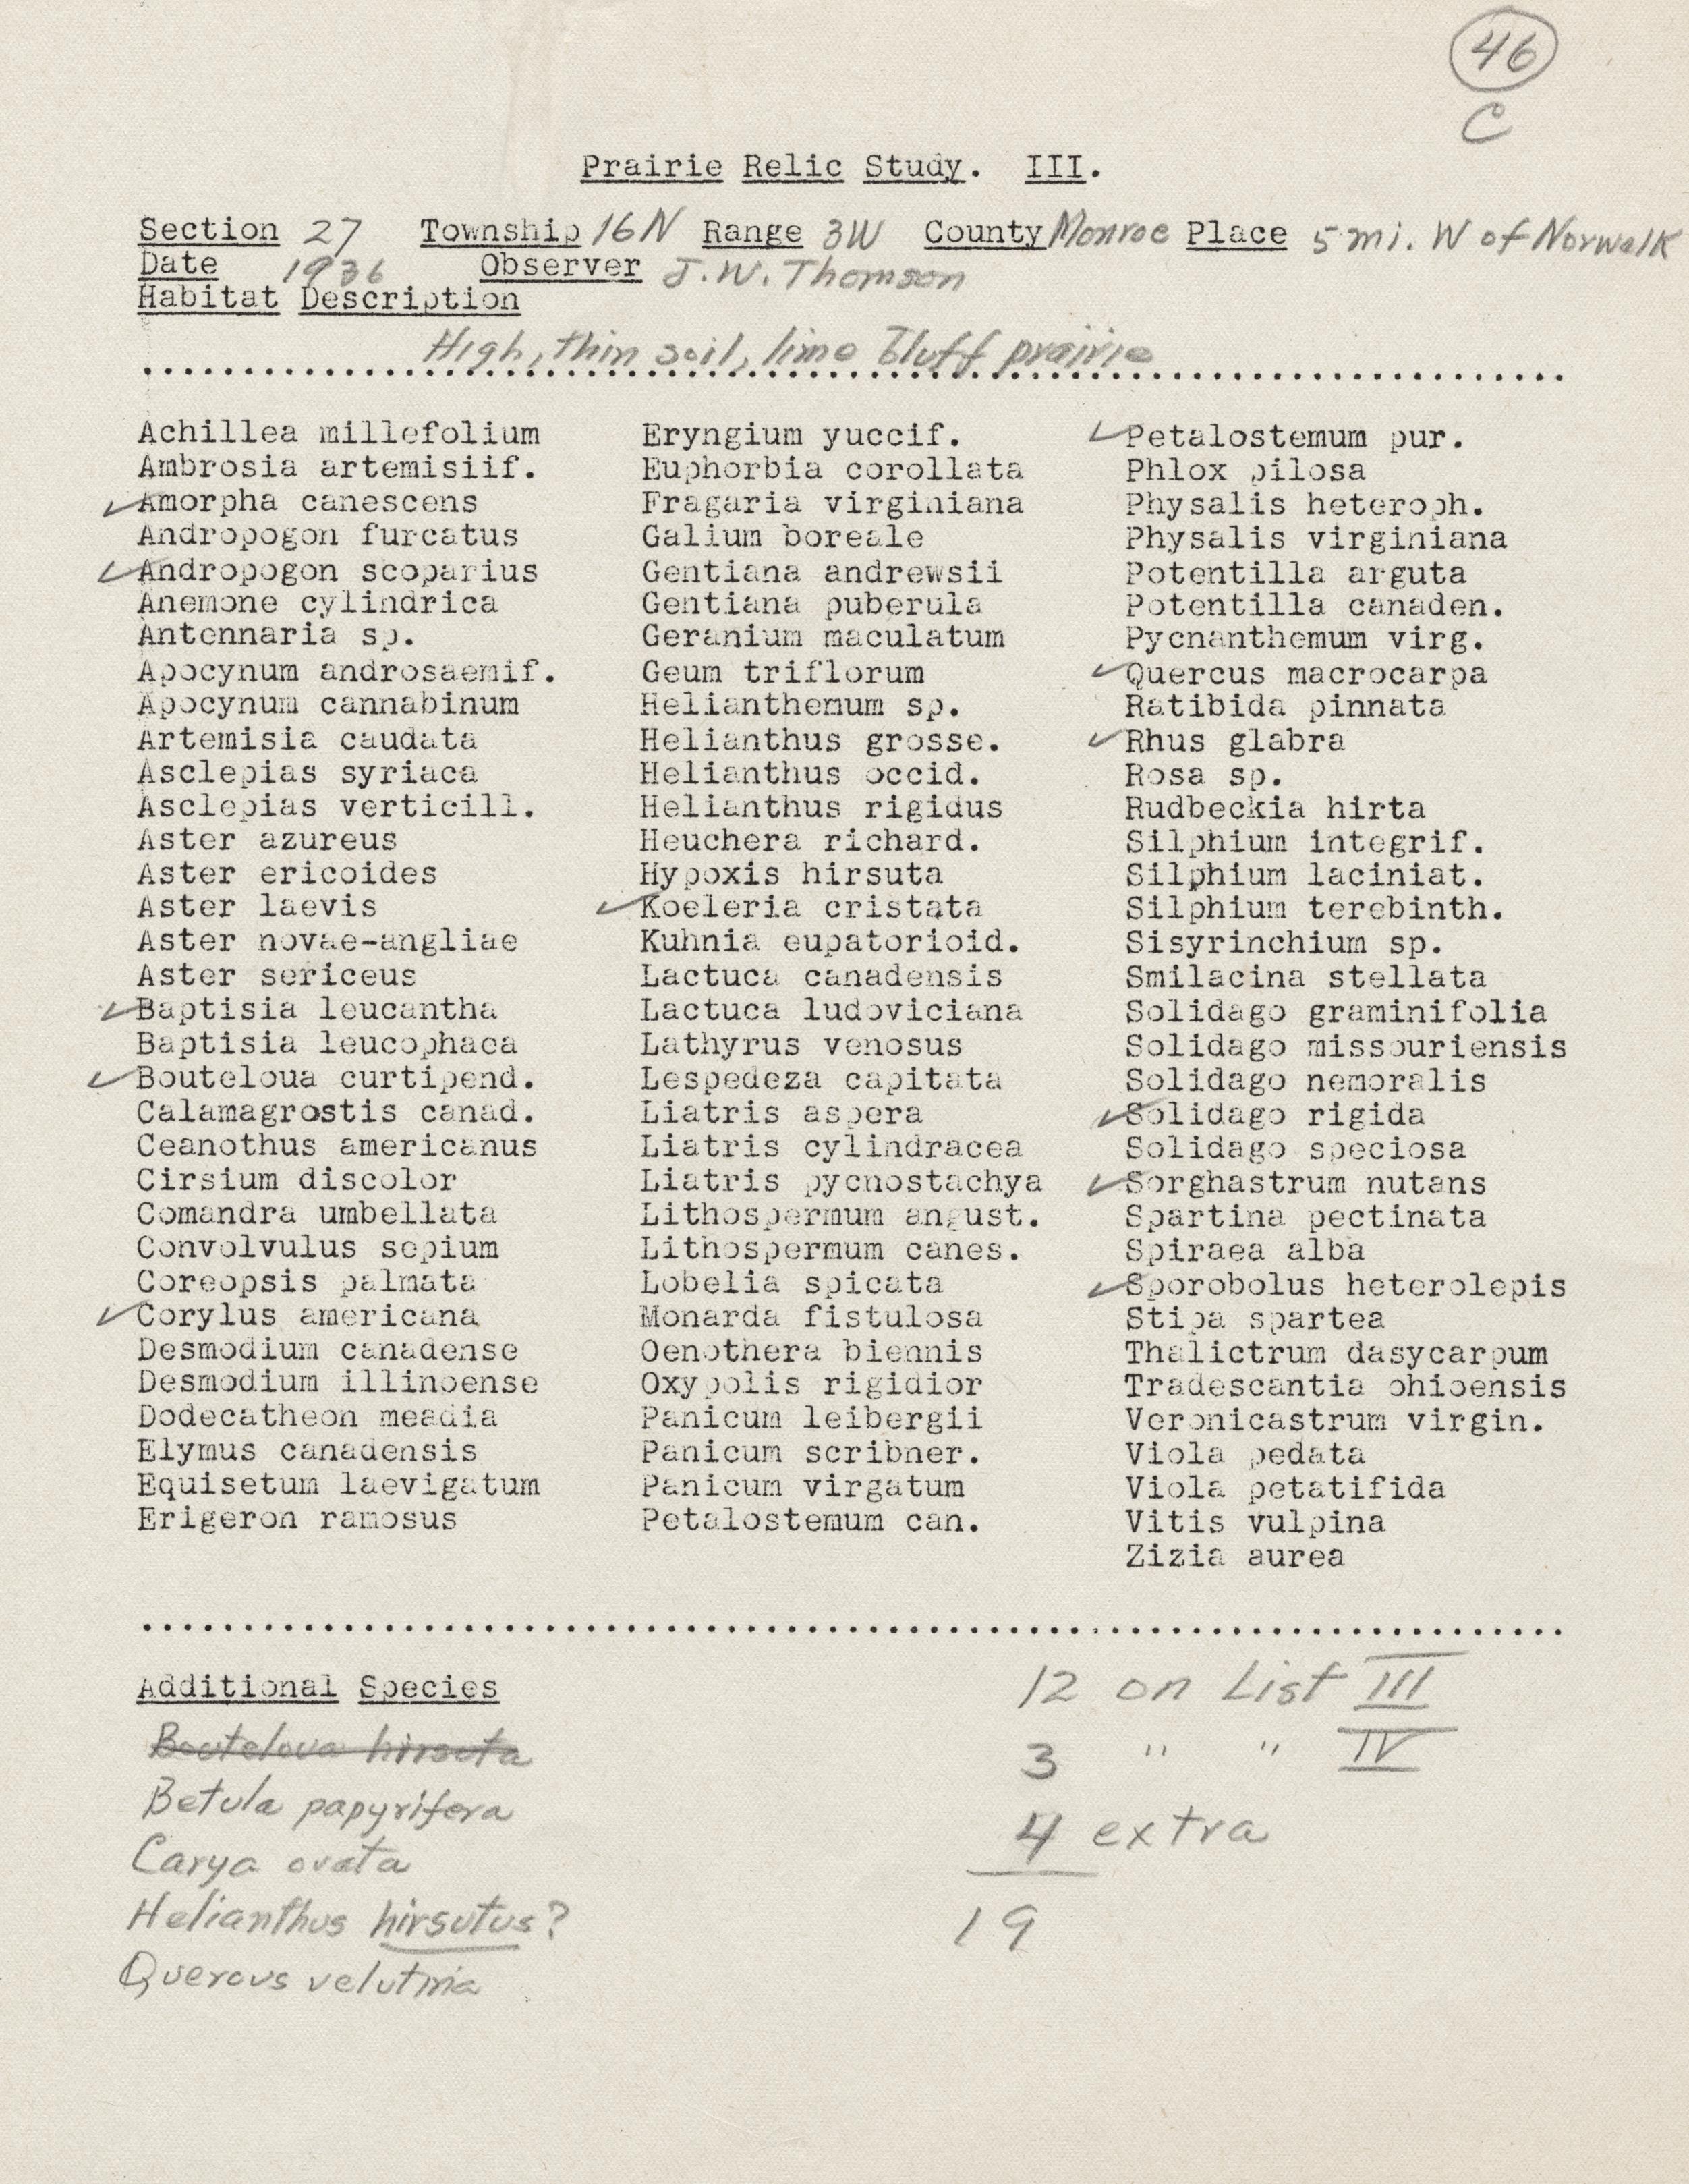 46
C
Prairie Relic Study. III.
Section 27 Township 16N Range 3W County Monroe Place 5 mi. W of Norwalk
Date 1936 Observer J.W. Thomson
Habitat Description
High, thin soil, lime bluff prairie
Achillea millefolium
Ambrosia artemisiif.
✓Amorpha canescens
Andropogon furcatus
✓Andropogon scoparius
Anemone cylindrica
Antennaria sp.
Apocynum androsaemif.
Apocynum cannabinum
Artemisia caudata
Asclepias syriaca
Asclepias verticill.
Aster azureus
Aster ericoides
Aster laevis
Aster novae-angliae
Aster sericeus
✓Baptisia leucantha
Baptisia leucophaea
✓Bouteloua curtipend.
Calamagrostis canad.
Ceanothus americanus
Cirsium discolor
Comandra umbellata
Convolvulus sepium
Coreopsis palmata
✓Corylus americana
Desmodium canadense
Desmodium illinoense
Dodecatheon meadia
Elymus canadensis
Equisetum laevigatum
Erigeron ramosus
Eryngium yuccif.
Euphorbia corollata
Fragaria virginiana
Galium boreale
Gentiana andrewsii
Gentiana puberula
Geranium maculatum
Geum triflorum
Helianthemum sp.
Helianthus grosse.
Helianthus occid.
Helianthus rigidus
Heuchera richard.
Hypoxis hirsuta
✓Koeleria cristata
Kuhnia eupatorioid.
Lactuca canadensis
Lactuca ludoviciana
Lathyrus venosus
Lespedeza capitata
Liatris aspera
Liatris cylindracea
Liatris pycnostachya
Lithospermum angust.
Lithospermum canes.
Lobelia spicata
Monarda fistulosa
Oenothera biennis
Oxypolis rigidior
Panicum leibergii
Panicum scribner.
Panicum virgatum
Petalostemum can.
✓Petalostemum pur.
Phlox pilosa
Physalis heteroph.
Physalis virginiana
Potentilla arguta
Potentilla canaden.
Pycnanthemum virg.
✓Quercus macrocarpa
Ratibida pinnata
✓Rhus glabra
Rosa sp.
Rudbeckia hirta
Silphium integrif.
Silphium laciniat.
Silphium terebinth.
Sisyrinchium sp.
Smilacina stellata
Solidago graminifolia
Solidago missouriensis
Solidago nemoralis
✓Solidago rigida
Solidago speciosa
✓Sorghastrum nutans
Spartina pectinata
Spiraea alba
✓Sporobolus heterolepis
Stipa spartea
Thalictrum dasycarpum
Tradescantia ohioensis
Veronicastrum virgin.
Viola pedata
Viola petatifida
Vitis vulpina
Zizia aurea
Additional Species
Bouteloua hirsuta
Betula papyrifera
Carya ovata
Helianthus hirsutus?
Quercus velutina
12 on List III
3 " " IV
4 extra
19